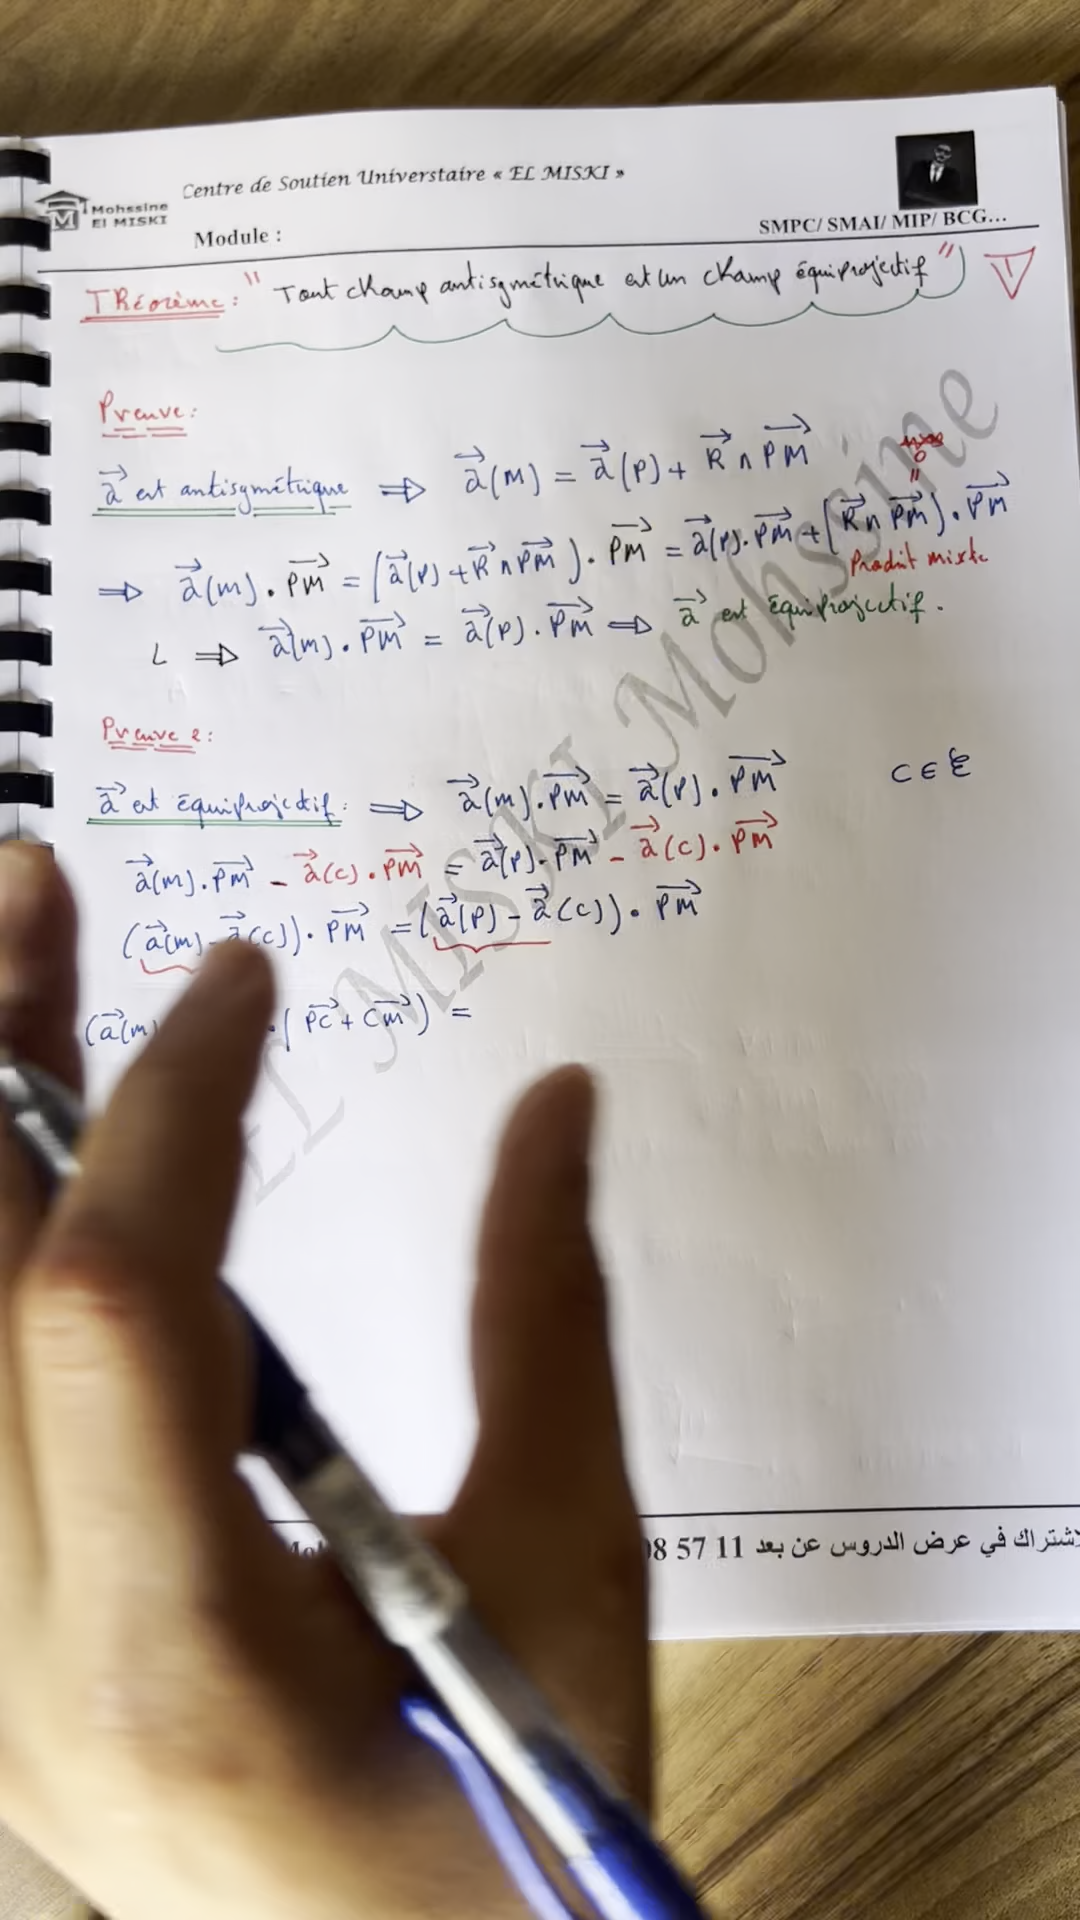 Centre de Soutien Universtaire « EL MISKI »
Mohssine
El MISKI
Module :
SMPC/ SMAI/ MIP/ BCG...
Théorème : " Tout champ antisymétrique est un champ équiprojectif "
Preuve :
a⃗ est antisymétrique ⇒ a⃗(M) = a⃗(P) + R⃗ ∧ PM⃗
0
=
⇒ a⃗(M) . PM⃗ = (a⃗(P) + R⃗ ∧ PM⃗) . PM⃗ = a⃗(P) . PM⃗ + (R⃗ ∧ PM⃗) . PM⃗
Produit mixte
⇒ a⃗(M) . PM⃗ = a⃗(P) . PM⃗ ⇒ a⃗ est équiprojectif .
Preuve 2 :
a⃗ est équiprojectif : ⇒ a⃗(M) . PM⃗ = a⃗(P) . PM⃗ C ∈ ℰ
a⃗(M) . PM⃗ - a⃗(C) . PM⃗ = a⃗(P) . PM⃗ - a⃗(C) . PM⃗
(a⃗(M) - a⃗(C)) . PM⃗ = (a⃗(P) - a⃗(C)) . PM⃗
(a⃗(M) . (PC⃗ + CM⃗) =
EL MISKI Mohssine
08 57 11 الاشتراك في عرض الدروس عن بعد